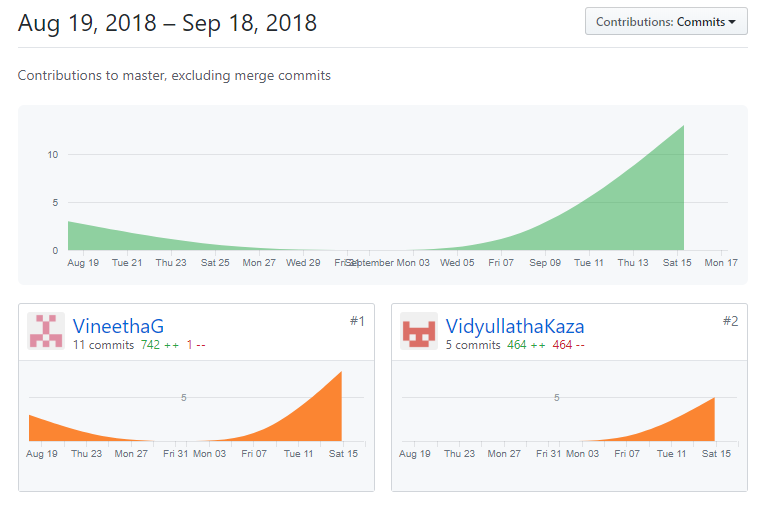 Aug 19, 2018 – Sep 18, 2018
Contributions: Commits
Contributions to master, excluding merge commits
10
5
0
Aug 19 Tue 21 Thu 23 Sat 25 Mon 27 Wed 29 Fri 31 September Mon 03 Wed 05 Fri 07 Sep 09 Tue 11 Thu 13 Sat 15 Mon 17
VineethaG #1
11 commits 742 ++ 1 --
5
Aug 19 Thu 23 Mon 27 Fri 31 Mon 03 Fri 07 Tue 11 Sat 15
VidyullathaKaza #2
5 commits 464 ++ 464 --
5
Aug 19 Thu 23 Mon 27 Fri 31 Mon 03 Fri 07 Tue 11 Sat 15